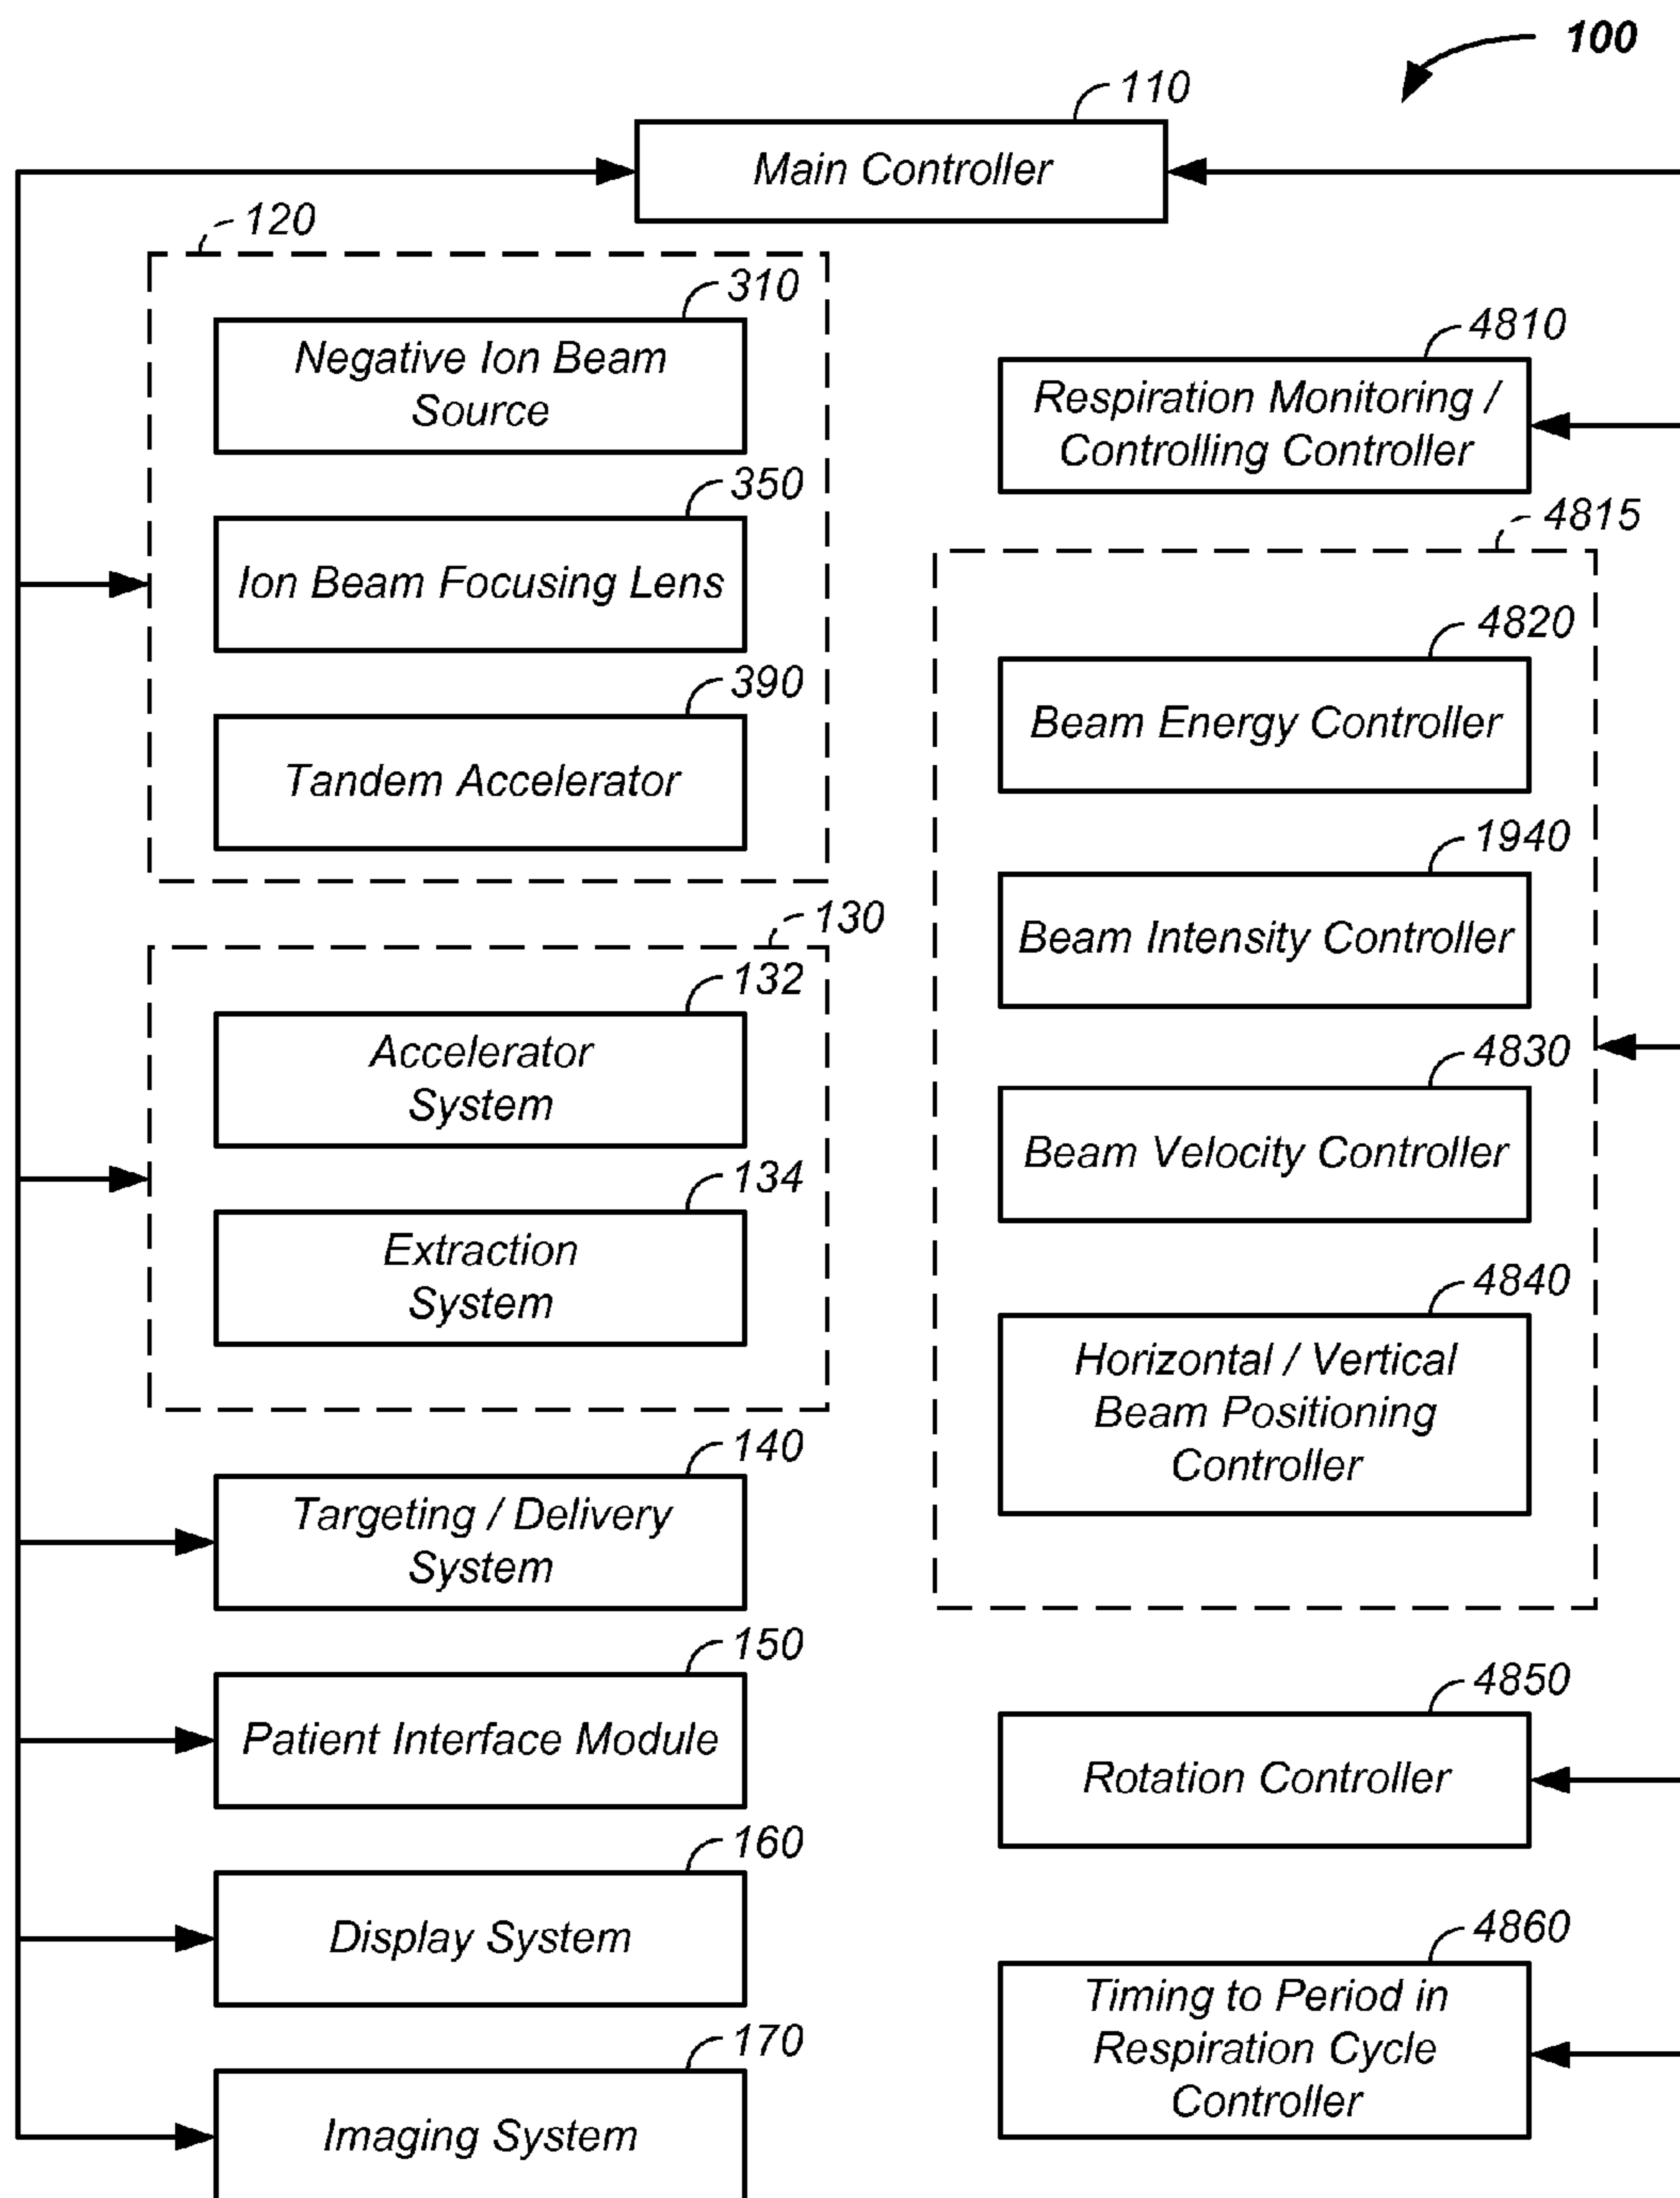 100
110
Main Controller
120
310
Negative Ion Beam
Source
350
Ion Beam Focusing Lens
390
Tandem Accelerator
130
132
Accelerator
System
134
Extraction
System
140
Targeting / Delivery
System
150
Patient Interface Module
160
Display System
170
Imaging System
4810
Respiration Monitoring /
Controlling Controller
4815
4820
Beam Energy Controller
1940
Beam Intensity Controller
4830
Beam Velocity Controller
4840
Horizontal / Vertical
Beam Positioning
Controller
4850
Rotation Controller
4860
Timing to Period in
Respiration Cycle
Controller